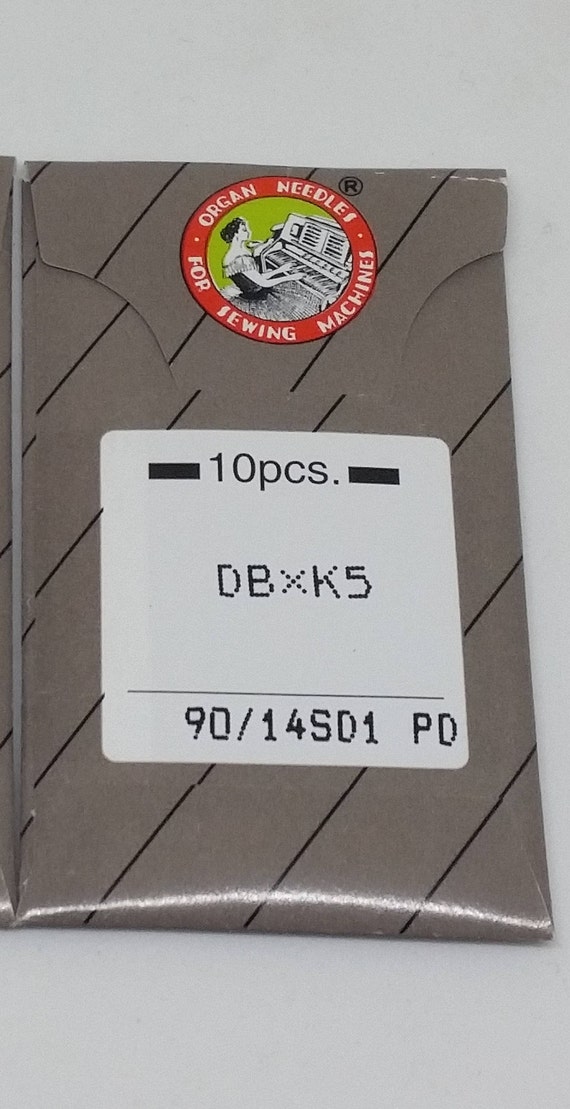 ORGAN NEEDLES ®
· FOR SEWING MACHINES ·
10pcs.
DB×K5
90/14SD1 PD